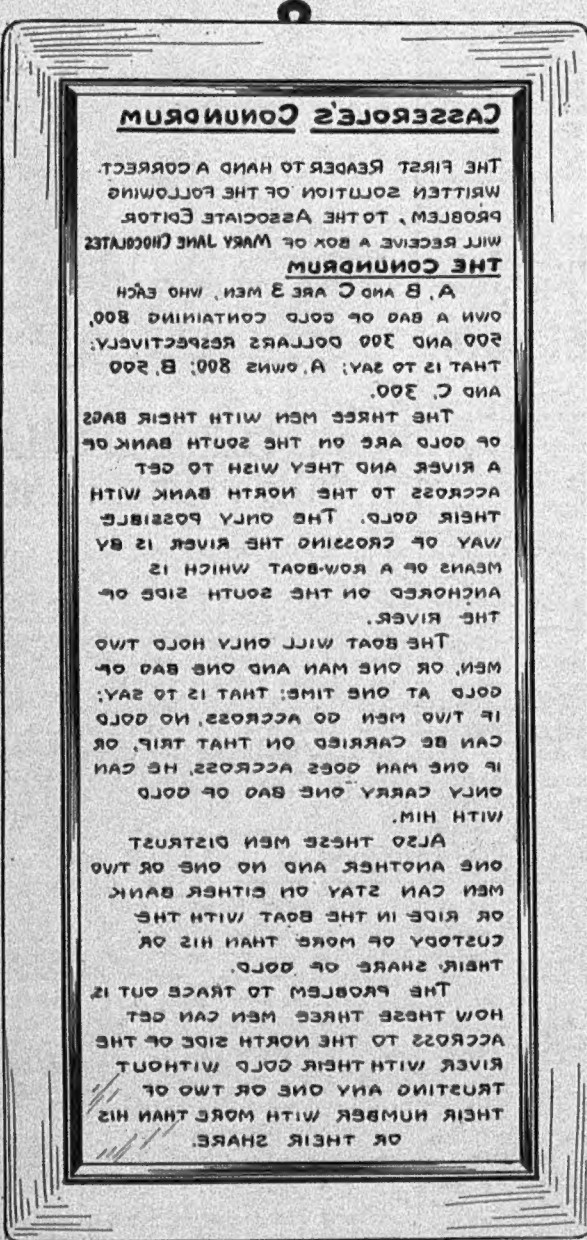 CASSEROLE'S CONUNDRUM
THE FIRST READER TO HAND A CORRECT.
WRITTEN SOLUTION OF THE FOLLOWING
PROBLEM, TO THE ASSOCIATE EDITOR
WILL RECEIVE A BOX OF MARY JANE CHOCOLATES
THE CONUNDRUM
A, B AND C ARE 3 MEN, WHO EACH
OWN A BAG OF GOLD CONTAINING 800,
500 AND 300 DOLLARS RESPECTIVELY;
THAT IS TO SAY; A, OWNS 800; B, 500
AND C, 300.
THE THREE MEN WITH THEIR BAGS
OF GOLD ARE ON THE SOUTH BANK OF
A RIVER AND THEY WISH TO GET
ACCROSS TO THE NORTH BANK WITH
THEIR GOLD. THE ONLY POSSIBLE
WAY OF CROSSING THE RIVER IS BY
MEANS OF A ROW-BOAT WHICH IS
ANCHORED ON THE SOUTH SIDE OF
THE RIVER.
THE BOAT WILL ONLY HOLD TWO
MEN, OR ONE MAN AND ONE BAG OF
GOLD AT ONE TIME; THAT IS TO SAY;
IF TWO MEN GO ACCROSS, NO GOLD
CAN BE CARRIED ON THAT TRIP, OR
IF ONE MAN GOES ACCROSS, HE CAN
ONLY CARRY ONE BAG OF GOLD
WITH HIM.
ALSO THESE MEN DISTRUST
ONE ANOTHER AND NO ONE OR TWO
MEN CAN STAY ON EITHER BANK
OR RIDE IN THE BOAT WITH THE
CUSTODY OF MORE THAN HIS OR
THEIR SHARE OF GOLD.
THE PROBLEM TO TRACE OUT IS,
HOW THESE THREE MEN CAN GET
ACCROSS TO THE NORTH SIDE OF THE
RIVER WITH THEIR GOLD WITHOUT
TRUSTING ANY ONE OR TWO OF
THEIR NUMBER WITH MORE THAN HIS
OR THEIR SHARE.